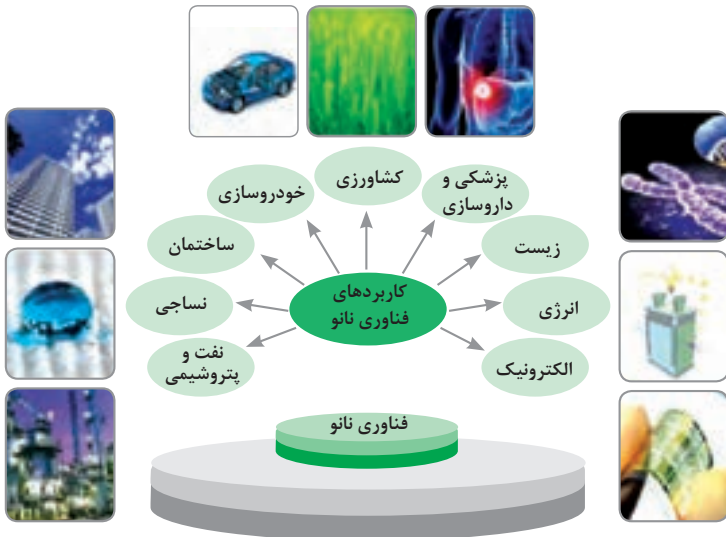 کشاورزی
پزشکی و
داروسازی
خودروسازی
زیست
ساختمان
انرژی
نساجی
کاربردهای
فناوری نانو
الکترونیک
نفت و
پتروشیمی
فناوری نانو